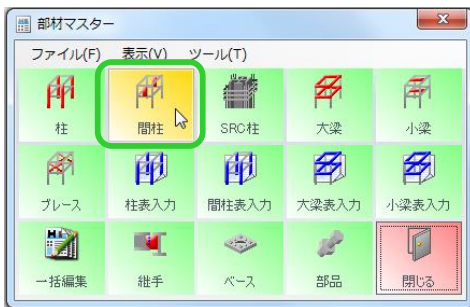 部材マスター
ファイル(F) 表示(V) ツール(T)
柱 間柱 SRC柱 大梁 小梁
ブレース 柱表入力 間柱表入力 大梁表入力 小梁表入力
一括編集 継手 ベース 部品 閉じる